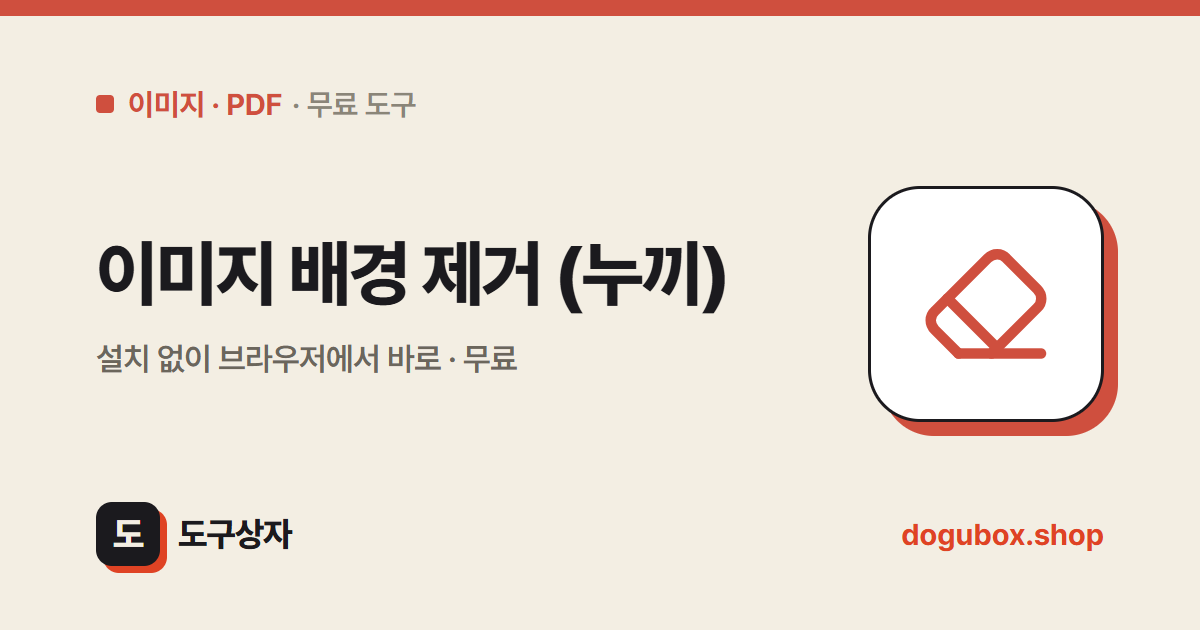 이미지 · PDF · 무료 도구
이미지 배경 제거 (누끼)
설치 없이 브라우저에서 바로 · 무료
도 도구상자
dogubox.shop